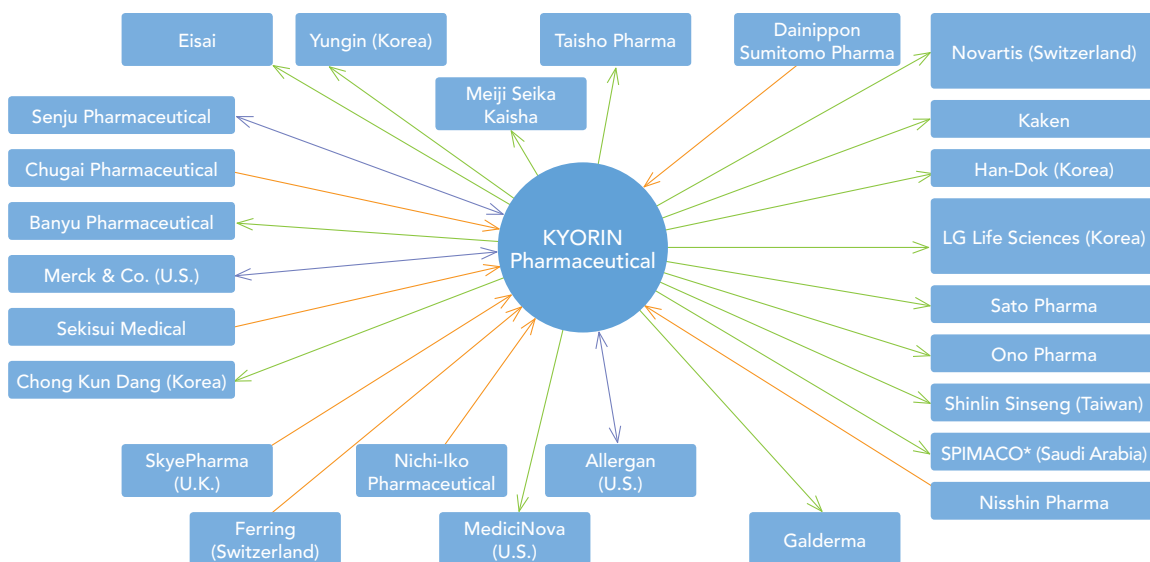 Eisai
Yungin (Korea)
Taisho Pharma
Dainippon
Sumitomo Pharma
Novartis (Switzerland)
Meiji Seika
Kaisha
Senju Pharmaceutical
Kaken
Chugai Pharmaceutical
Han-Dok (Korea)
Banyu Pharmaceutical
KYORIN
Pharmaceutical
LG Life Sciences (Korea)
Merck & Co. (U.S.)
Sato Pharma
Sekisui Medical
Ono Pharma
Chong Kun Dang (Korea)
Shinlin Sinseng (Taiwan)
SkyePharma
(U.K.)
Nichi-Iko
Pharmaceutical
Allergan
(U.S.)
SPIMACO* (Saudi Arabia)
Nisshin Pharma
Ferring
(Switzerland)
MediciNova
(U.S.)
Galderma